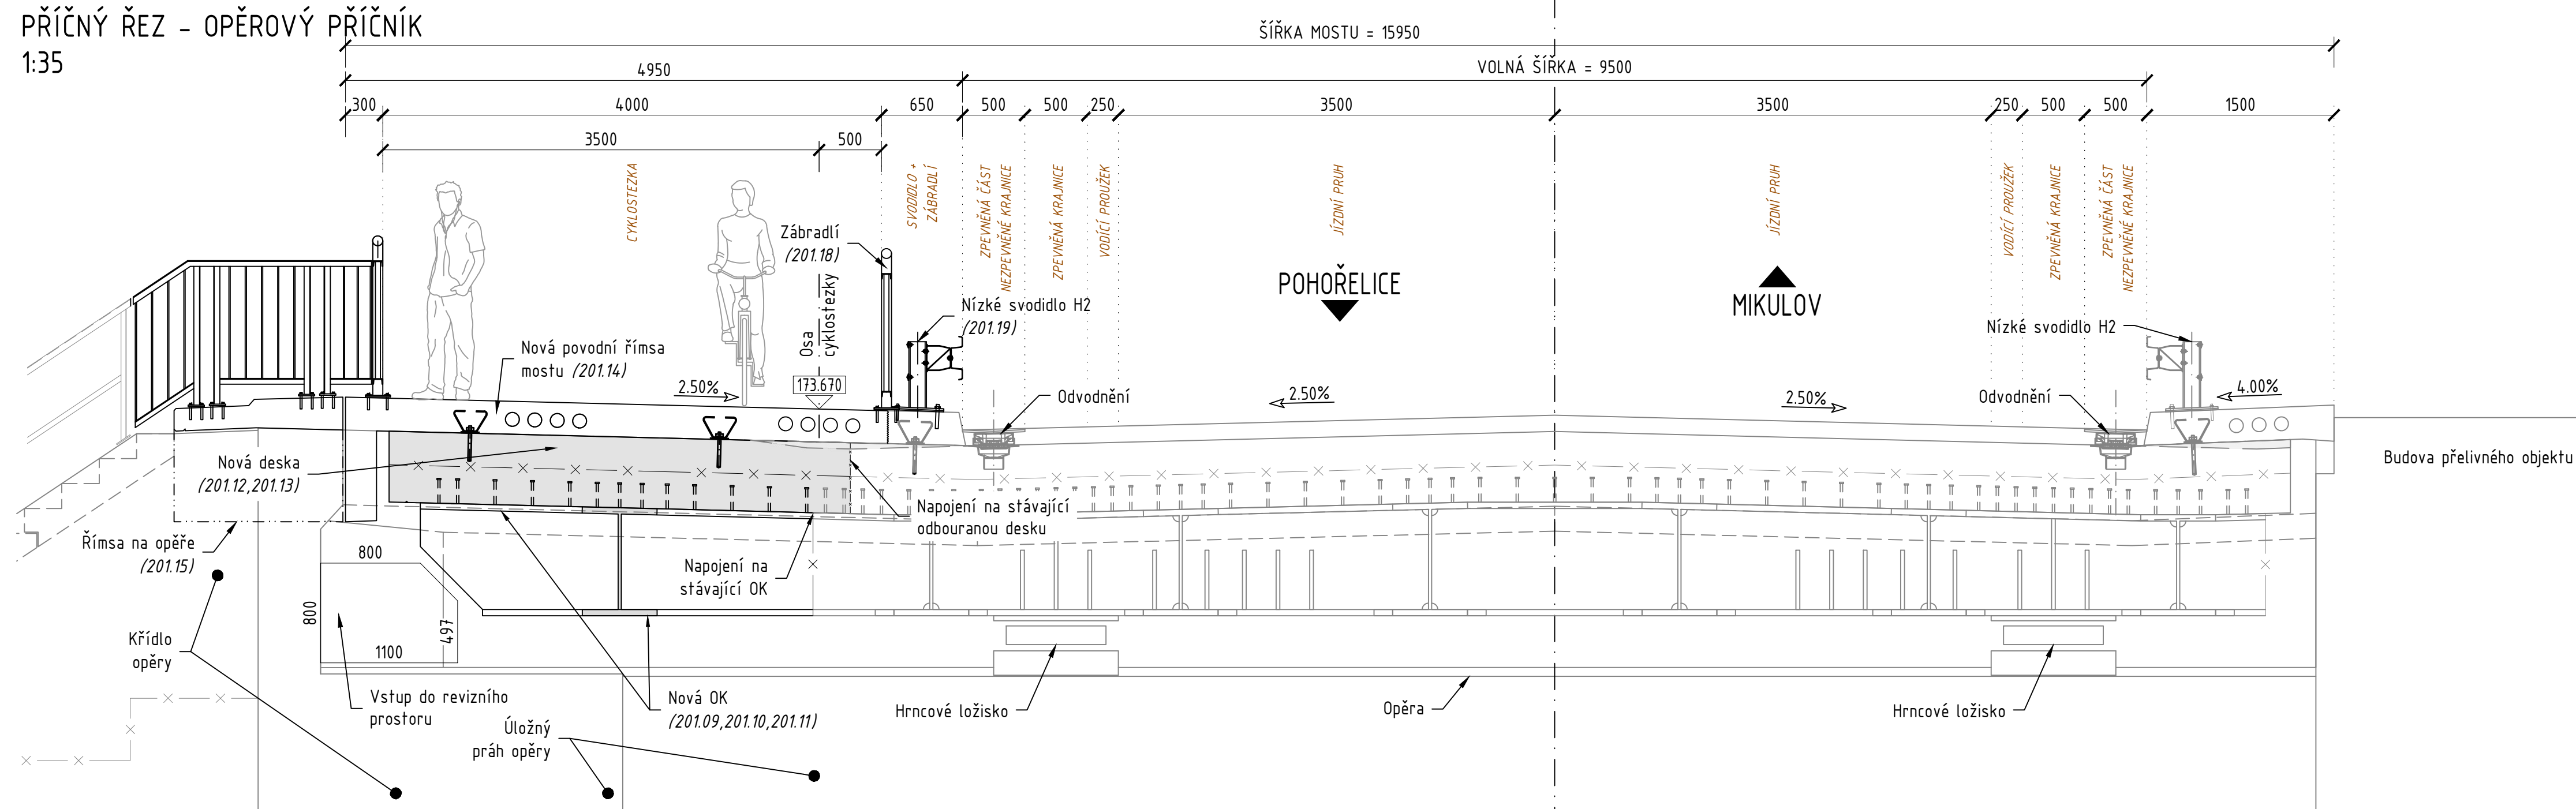 PŘÍČNÝ ŘEZ - OPĚROVÝ PŘÍČNÍK
1:35
ŠÍŘKA MOSTU = 15950
4950
VOLNÁ ŠÍŘKA = 9500
300
4000
650
500
500
250
3500
3500
250
500
500
1500
3500
500
CYKLOSTEZKA
SVODIDLO +
ZÁBRADLÍ
ZPEVNĚNÁ ČÁST
NEZPEVNĚNÉ KRAJNICE
ZPEVNĚNÁ KRAJNICE
VODÍCÍ PROUŽEK
JÍZDNÍ PRUH
JÍZDNÍ PRUH
VODÍCÍ PROUŽEK
ZPEVNĚNÁ KRAJNICE
ZPEVNĚNÁ ČÁST
NEZPEVNĚNÉ KRAJNICE
Zábradlí
(201.18)
Osa
cyklostezky
Nízké svodidlo H2
(201.19)
POHOŘELICE
MIKULOV
Nízké svodidlo H2
Nová povodní římsa
mostu (201.14)
2.50%
173.670
Odvodnění
2.50%
2.50%
Odvodnění
4.00%
Nová deska
(201.12,201.13)
Budova přelivného objektu
Napojení na stávající
odbouranou desku
Římsa na opěře
(201.15)
800
Napojení na
stávající OK
800
497
1100
Křídlo
opěry
Vstup do revizního
prostoru
Nová OK
(201.09,201.10,201.11)
Úložný
práh opěry
Hrncové ložisko
Opěra
Hrncové ložisko